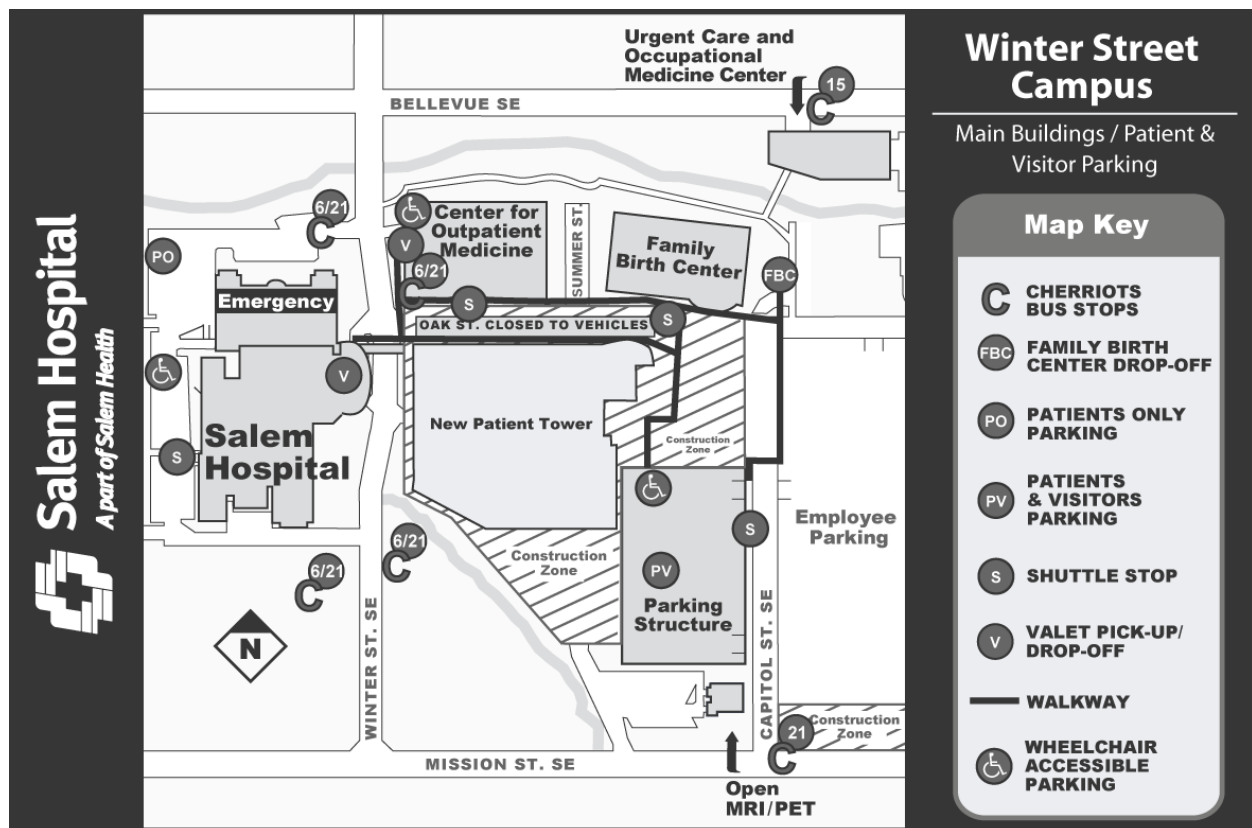 Salem Hospital
A part of Salem Health
Urgent Care and
Occupational
Medicine Center
15
C
BELLEVUE SE
6/21
C
PO
Center for
Outpatient
Medicine
V
6/21
C
SUMMER ST.
Family
Birth Center
FBC
Emergency
S
S
OAK ST. CLOSED TO VEHICLES
V
New Patient Tower
Construction
Zone
Salem
Hospital
S
S
Employee
Parking
6/21
C
Construction
Zone
PV
6/21
C
Parking
Structure
N
WINTER ST. SE
CAPITOL ST. SE
21
C
Construction
Zone
MISSION ST. SE
Open
MRI/PET
Winter Street
Campus
Main Buildings / Patient &
Visitor Parking
Map Key
C CHERRIOTS
BUS STOPS
FBC FAMILY BIRTH
CENTER DROP-OFF
PO PATIENTS ONLY
PARKING
PV PATIENTS
& VISITORS
PARKING
S SHUTTLE STOP
V VALET PICK-UP/
DROP-OFF
WALKWAY
WHEELCHAIR
ACCESSIBLE
PARKING